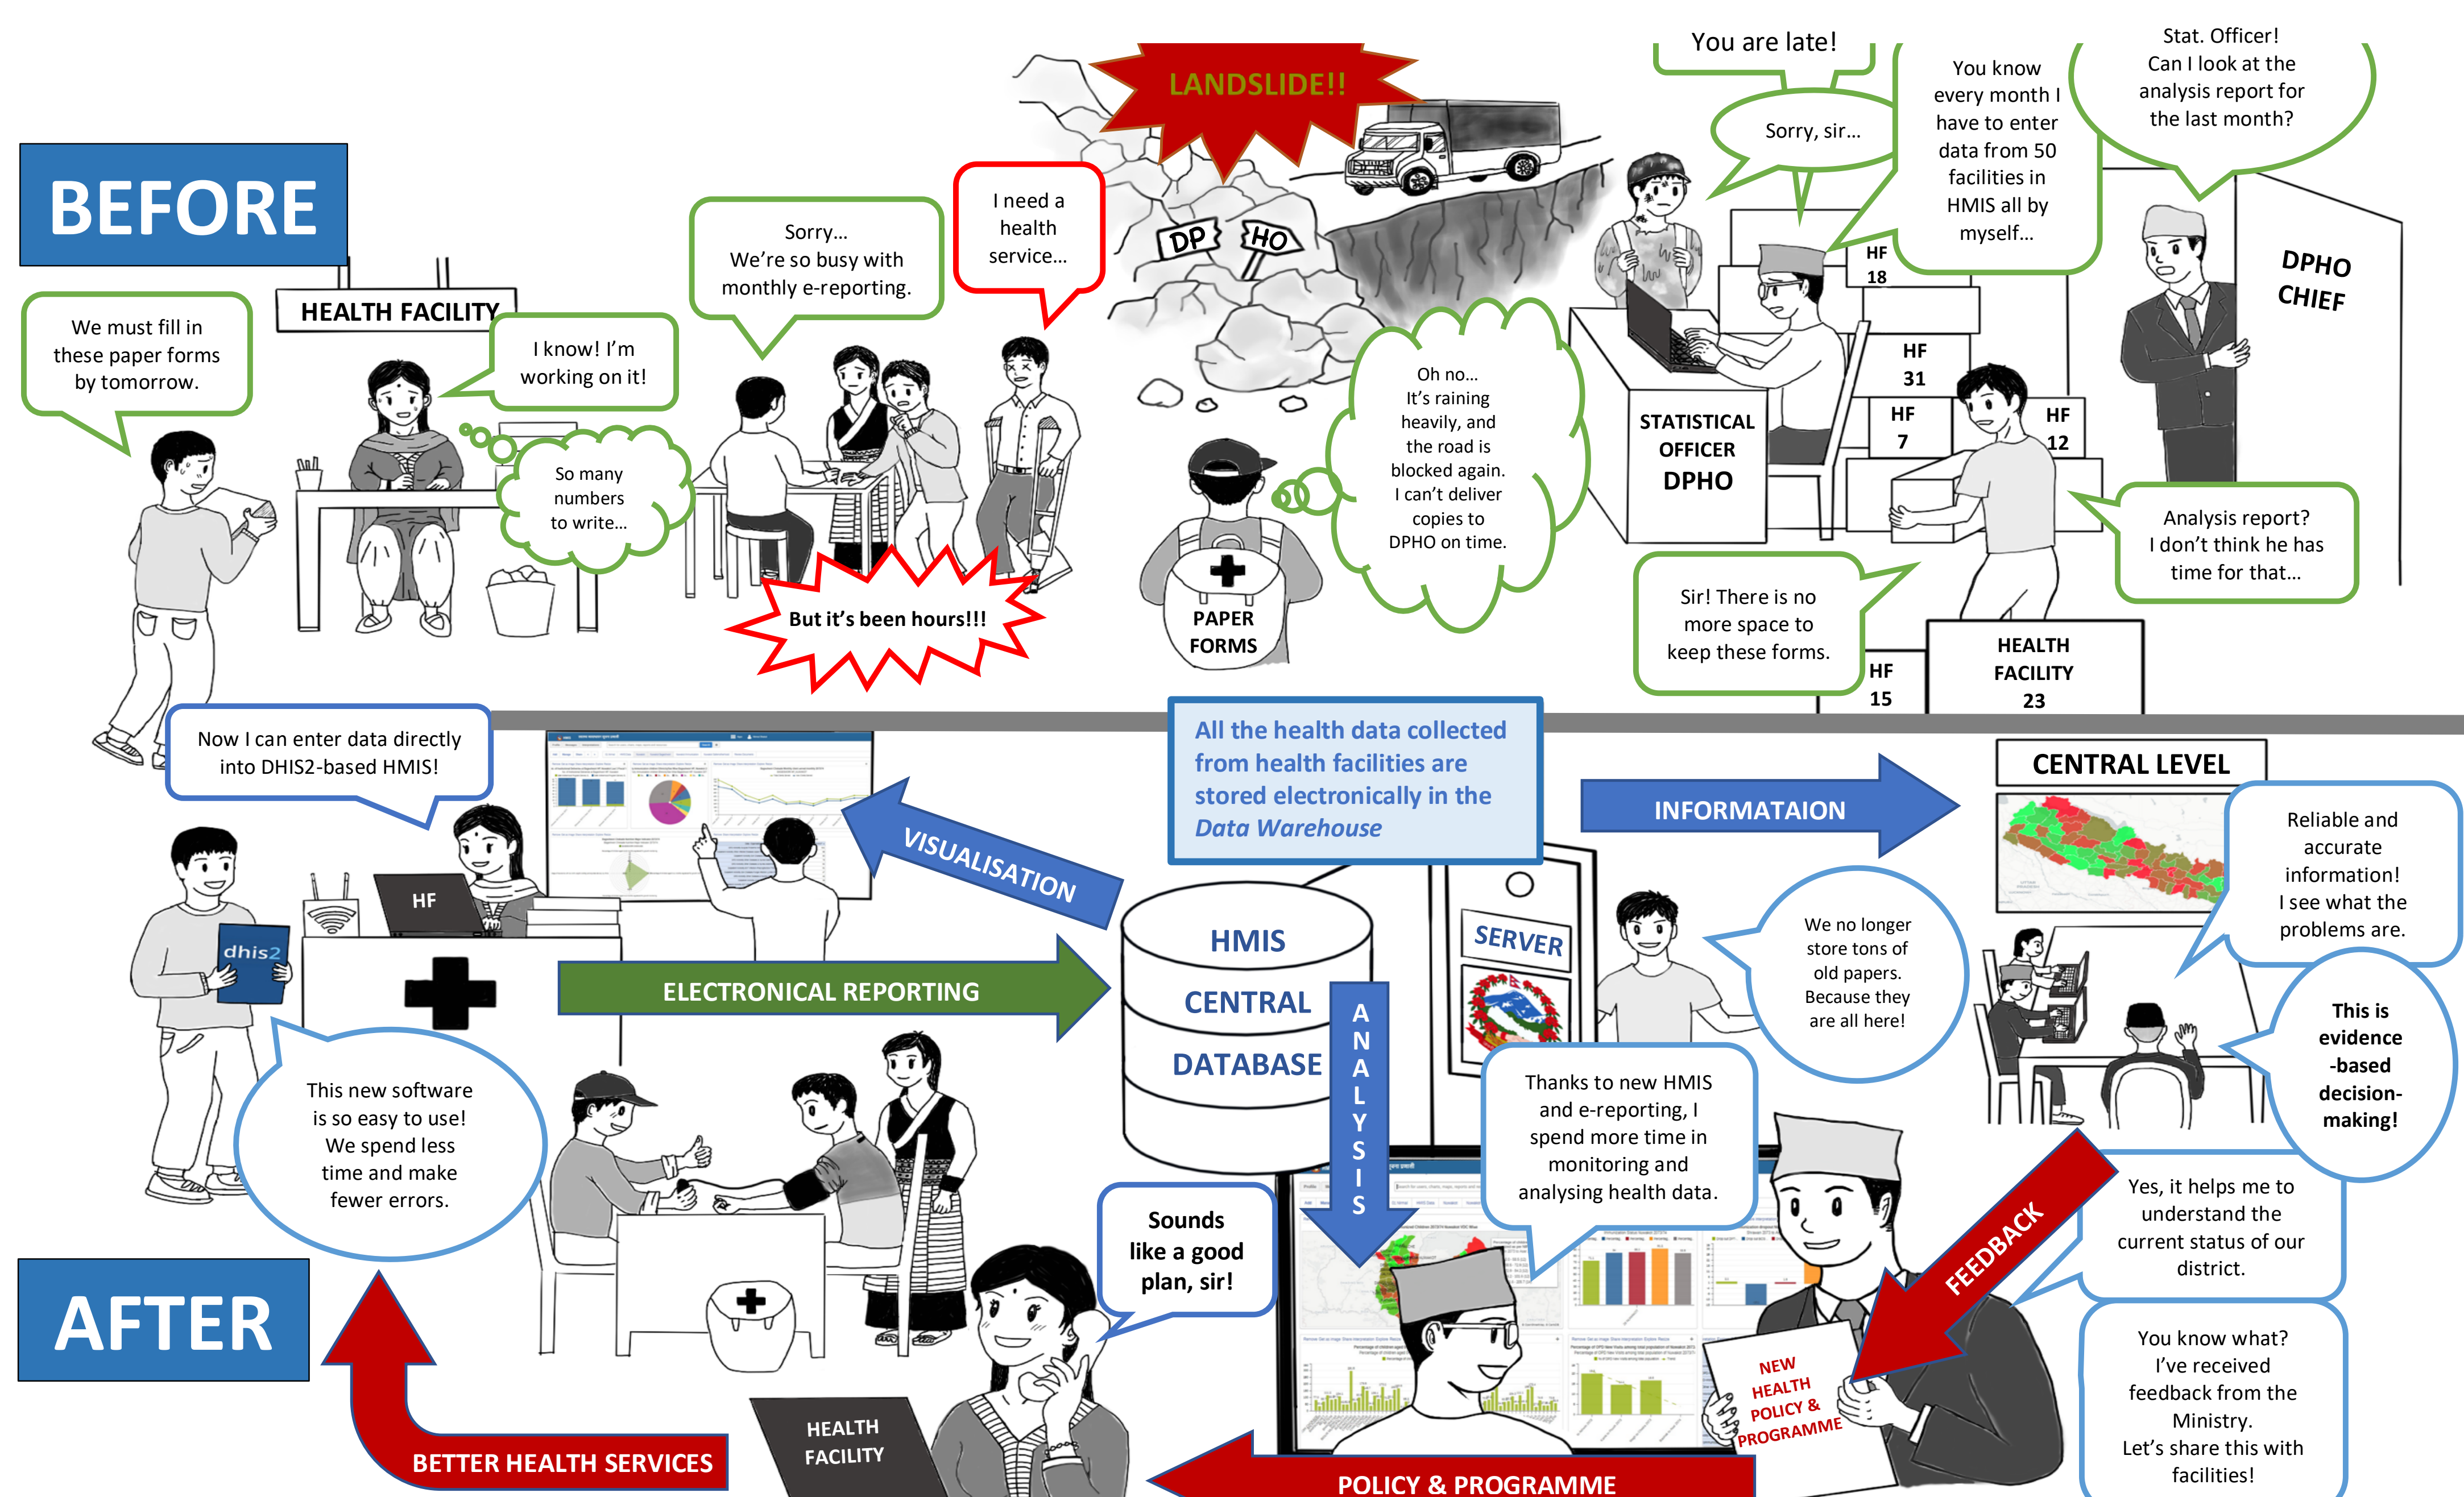 BEFORE
We must fill in
these paper forms
by tomorrow.
HEALTH FACILITY
I know! I'm
working on it!
So many
numbers
to write…
Sorry…
We're so busy with
monthly e-reporting.
I need a
health
service…
But it's been hours!!!
LANDSLIDE!!
DP
HO
Oh no…
It's raining
heavily, and
the road is
blocked again.
I can't deliver
copies to
DPHO on time.
PAPER
FORMS
You are late!
Sorry, sir…
You know
every month I
have to enter
data from 50
facilities in
HMIS all by
myself…
Stat. Officer!
Can I look at the
analysis report for
the last month?
DPHO
CHIEF
HF
18
HF
31
HF
7
HF
12
STATISTICAL
OFFICER
DPHO
Analysis report?
I don't think he has
time for that…
Sir! There is no
more space to
keep these forms.
HF
15
HEALTH
FACILITY
23
Now I can enter data directly
into DHIS2-based HMIS!
HF
dhis2
VISUALISATION
All the health data collected
from health facilities are
stored electronically in the
Data Warehouse
INFORMATAION
CENTRAL LEVEL
Reliable and
accurate
information!
I see what the
problems are.
ELECTRONICAL REPORTING
HMIS
CENTRAL
DATABASE
SERVER
We no longer
store tons of
old papers.
Because they
are all here!
This is
evidence
-based
decision-
making!
ANALYSIS
This new software
is so easy to use!
We spend less
time and make
fewer errors.
Thanks to new HMIS
and e-reporting, I
spend more time in
monitoring and
analysing health data.
Yes, it helps me to
understand the
current status of our
district.
FEEDBACK
AFTER
Sounds
like a good
plan, sir!
You know what?
I've received
feedback from the
Ministry.
Let's share this with
facilities!
NEW
HEALTH
POLICY &
PROGRAMME
HEALTH
FACILITY
BETTER HEALTH SERVICES
POLICY & PROGRAMME